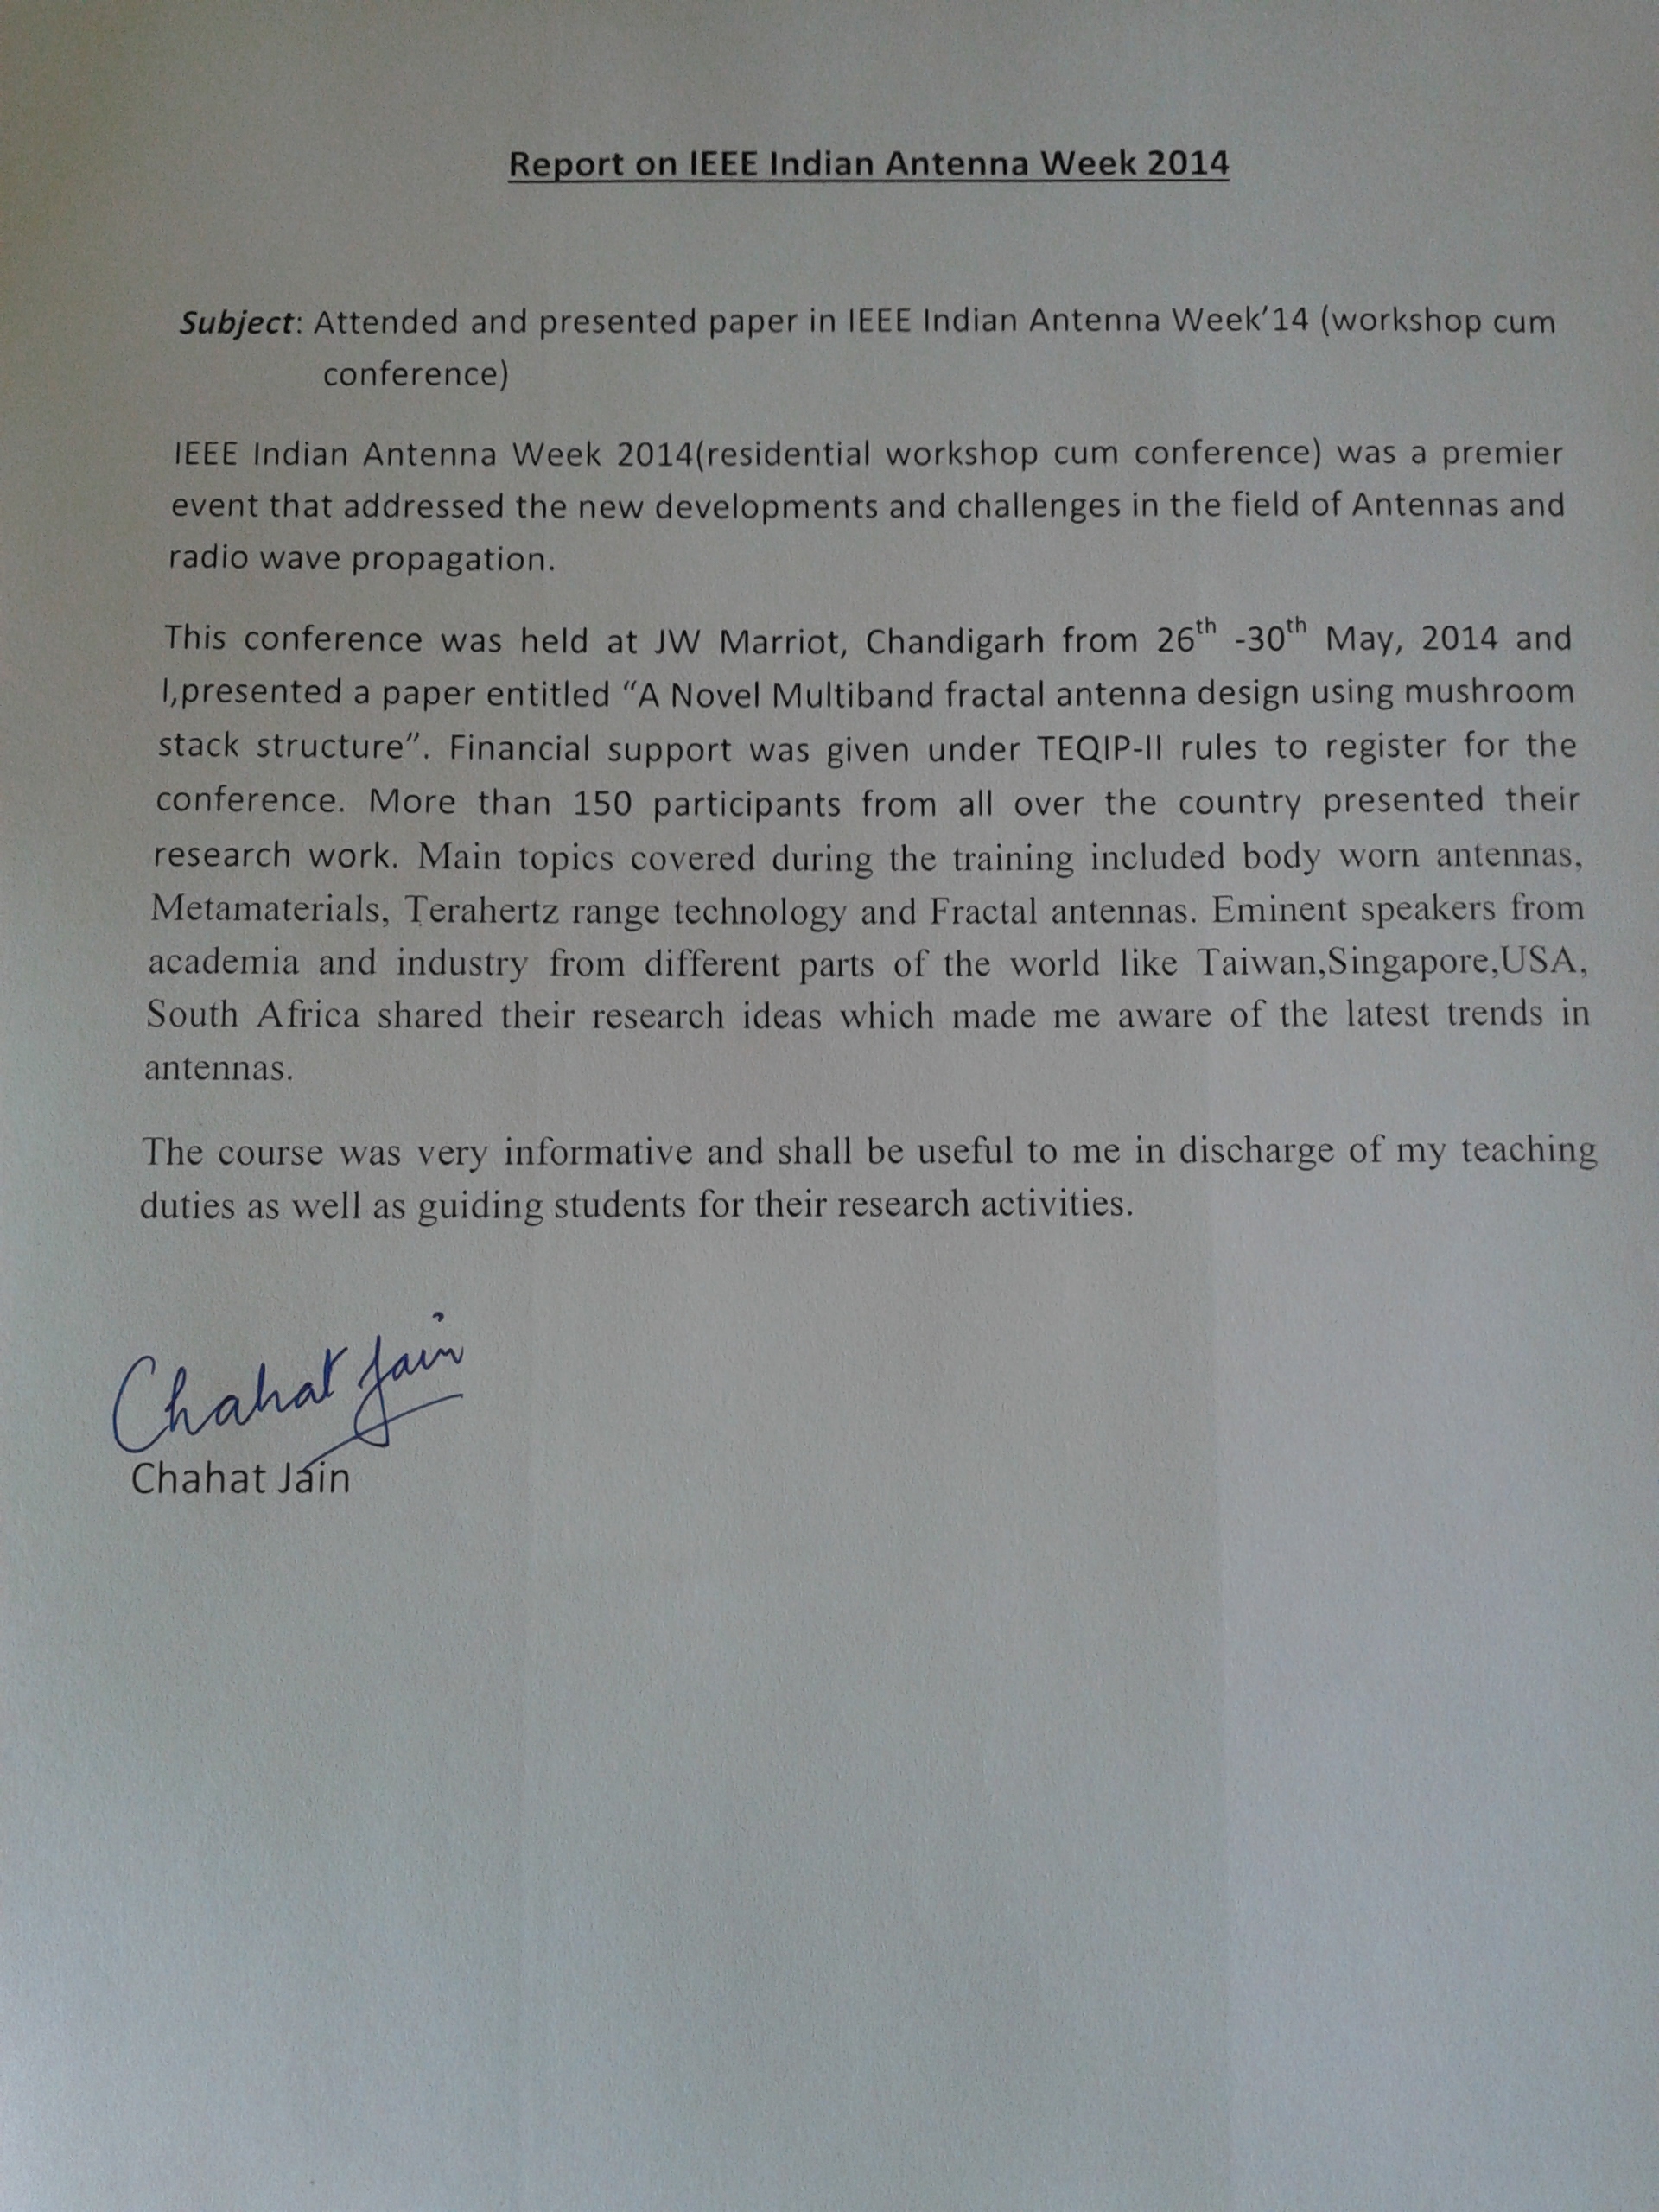 Report on IEEE Indian Antenna Week 2014
Subject: Attended and presented paper in IEEE Indian Antenna Week’14 (workshop cum
conference)
IEEE Indian Antenna Week 2014(residential workshop cum conference) was a premier
event that addressed the new developments and challenges in the field of Antennas and
radio wave propagation.
This conference was held at JW Marriot, Chandigarh from 26th -30th May, 2014 and
I,presented a paper entitled “A Novel Multiband fractal antenna design using mushroom
stack structure”. Financial support was given under TEQIP-II rules to register for the
conference. More than 150 participants from all over the country presented their
research work. Main topics covered during the training included body worn antennas,
Metamaterials, Terahertz range technology and Fractal antennas. Eminent speakers from
academia and industry from different parts of the world like Taiwan,Singapore,USA,
South Africa shared their research ideas which made me aware of the latest trends in
antennas.
The course was very informative and shall be useful to me in discharge of my teaching
duties as well as guiding students for their research activities.
Chahat Jain
Chahat Jain